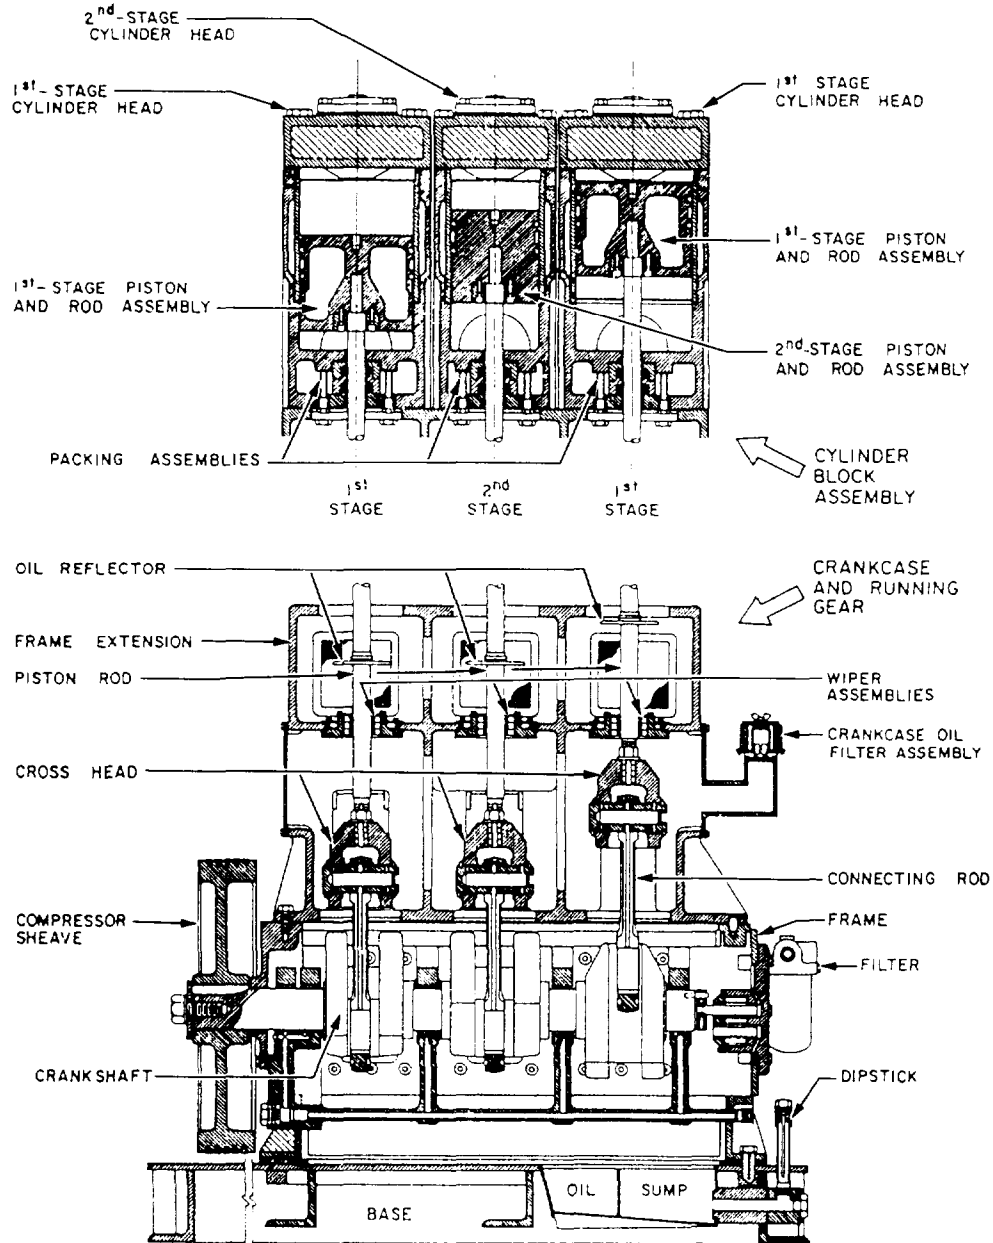 2nd-STAGE
CYLINDER HEAD
1st-STAGE
CYLINDER HEAD
1st STAGE
CYLINDER HEAD
1st-STAGE PISTON
AND ROD ASSEMBLY
1st-STAGE PISTON
AND ROD ASSEMBLY
2nd-STAGE PISTON
AND ROD ASSEMBLY
PACKING ASSEMBLIES
1st
STAGE
2nd
STAGE
1st
STAGE
CYLINDER
BLOCK
ASSEMBLY
OIL REFLECTOR
CRANKCASE
AND RUNNING
GEAR
FRAME EXTENSION
PISTON ROD
WIPER
ASSEMBLIES
CRANKCASE OIL
FILTER ASSEMBLY
CROSS HEAD
CONNECTING ROD
COMPRESSOR
SHEAVE
FRAME
FILTER
CRANKSHAFT
DIPSTICK
OIL SUMP
BASE